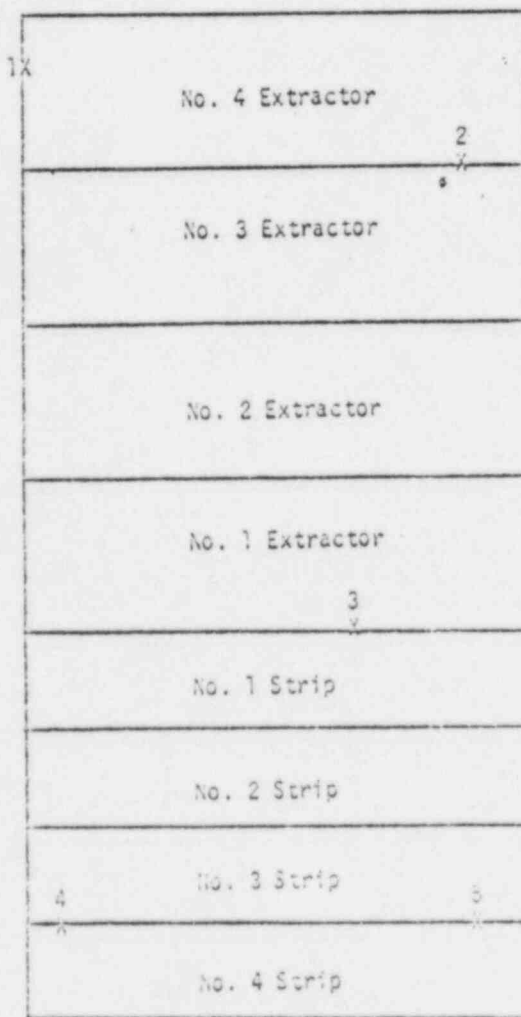 1X
No. 4 Extractor
2
X
No. 3 Extractor
No. 2 Extractor
No. 1 Extractor
3
X
No. 1 Strip
No. 2 Strip
No. 3 Strip
4
X
5
X
No. 4 Strip